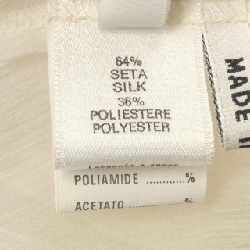 64%
SETA
SILK
36%
POLIESTERE
POLYESTER
POLIAMIDE ............%
ACETATO ............%
MADE